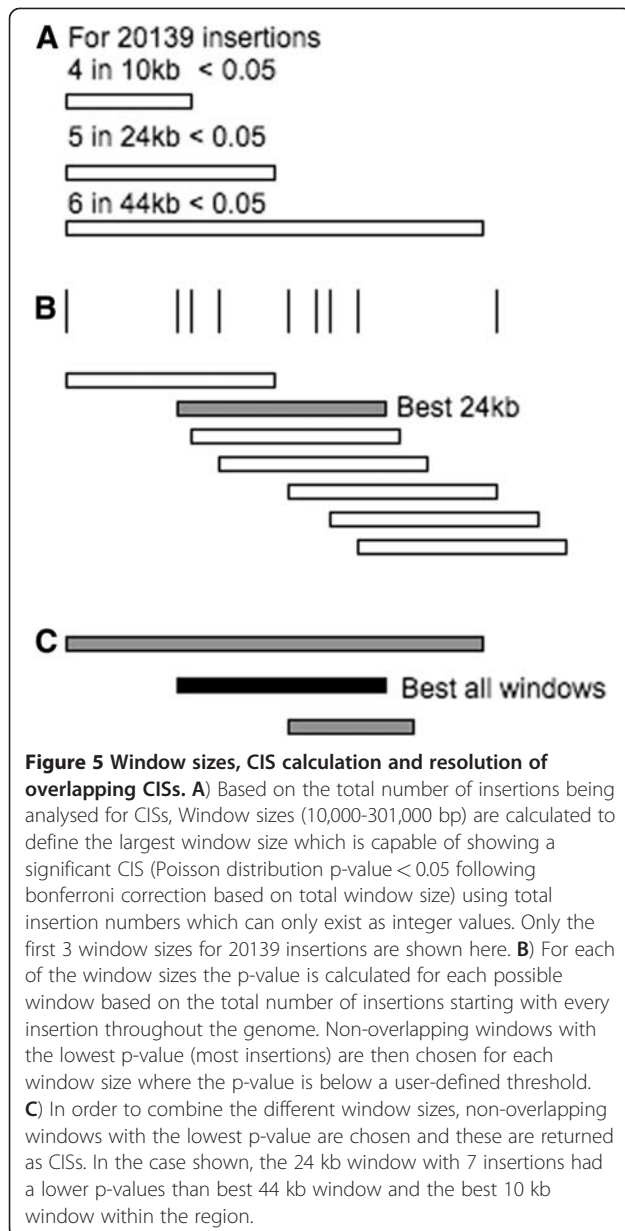 A For 20139 insertions
4 in 10kb < 0.05
5 in 24kb < 0.05
6 in 44kb < 0.05
B
Best 24kb
C
Best all windows
Figure 5 Window sizes, CIS calculation and resolution of
overlapping CISs. A) Based on the total number of insertions being
analysed for CISs, Window sizes (10,000-301,000 bp) are calculated to
define the largest window size which is capable of showing a
significant CIS (Poisson distribution p-value < 0.05 following
bonferroni correction based on total window size) using total
insertion numbers which can only exist as integer values. Only the
first 3 window sizes for 20139 insertions are shown here. B) For each
of the window sizes the p-value is calculated for each possible
window based on the total number of insertions starting with every
insertion throughout the genome. Non-overlapping windows with
the lowest p-value (most insertions) are then chosen for each
window size where the p-value is below a user-defined threshold.
C) In order to combine the different window sizes, non-overlapping
windows with the lowest p-value are chosen and these are returned
as CISs. In the case shown, the 24 kb window with 7 insertions had
a lower p-values than best 44 kb window and the best 10 kb
window within the region.